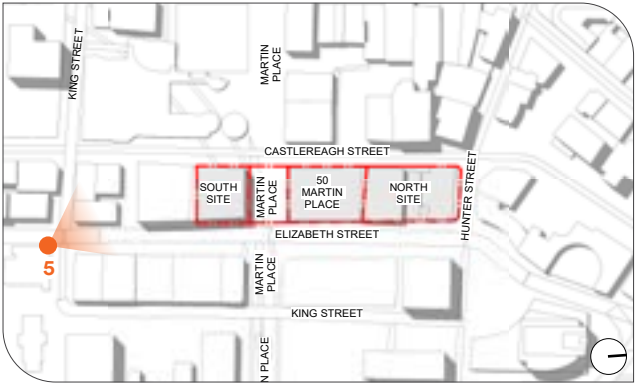 KING STREET
MARTIN
PLACE
CASTLEREAGH STREET
SOUTH
SITE
MARTIN
PLACE
50
MARTIN
PLACE
NORTH
SITE
HUNTER STREET
ELIZABETH STREET
5
MARTIN
PLACE
KING STREET
N PLACE